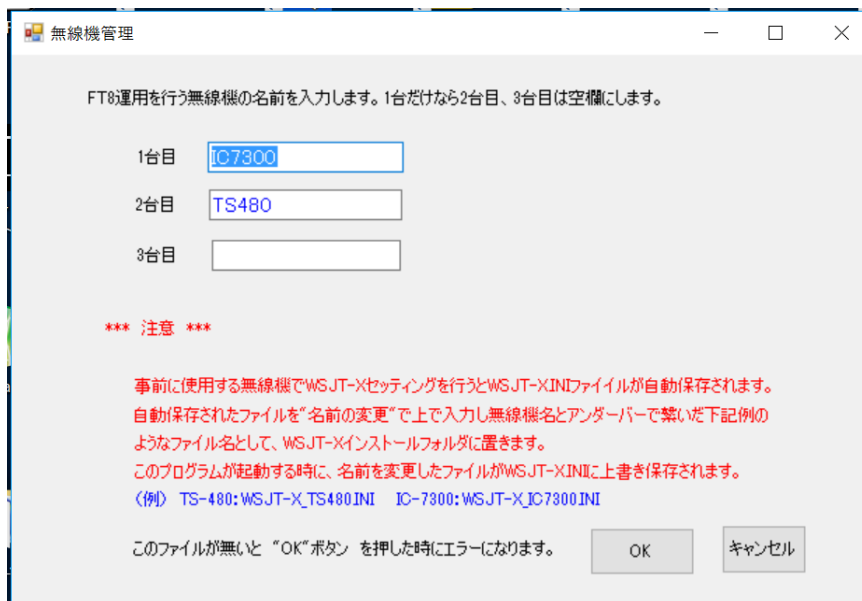 無線機管理
FT8運用を行う無線機の名前を入力します。1台だけなら2台目、3台目は空欄にします。
1台目 IC7300
2台目 TS480
3台目
*** 注意 ***
事前に使用する無線機でWSJT-Xセッティングを行うとWSJT-X.INIファイイルが自動保存されます。
自動保存されたファイルを"名前の変更"で上で入力し無線機名とアンダーバーで繋いだ下記例の
ようなファイル名として、WSJT-Xインストールフォルダに置きます。
このプログラムが起動する時に、名前を変更したファイルがWSJT-X.INIに上書き保存されます。
(例) TS-480:WSJT-X_TS480.INI IC-7300:WSJT-X_IC7300.INI
このファイルが無いと "OK"ボタン を押した時にエラーになります。
OK キャンセル